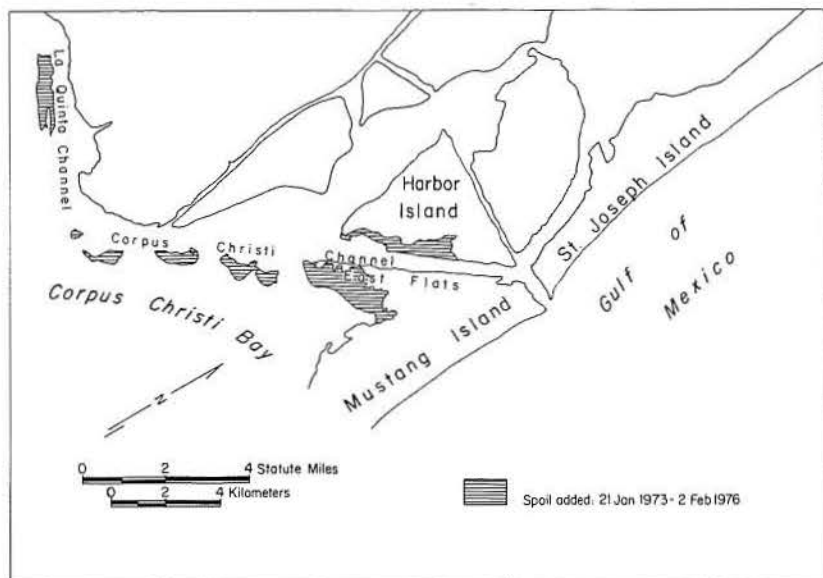 La Quinta Channel
Harbor
Island
St. Joseph Island
Corpus Christi Channel
East Flats
Gulf of
Mexico
Corpus Christi Bay
Mustang Island
N
0 2 4 Statute Miles
0 2 4 Kilometers
Spoil added: 21 Jan 1973 - 2 Feb 1976